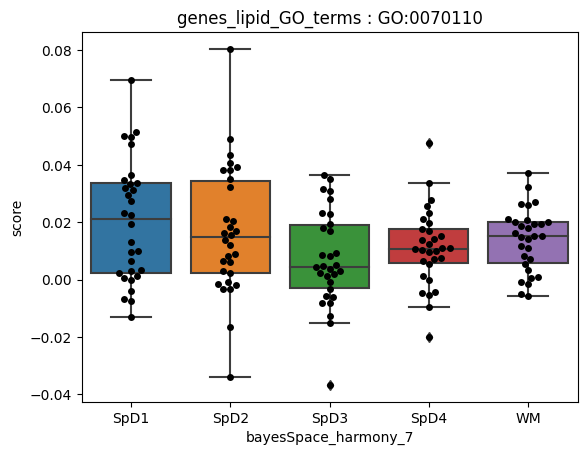 genes_lipid_GO_terms : GO:0070110
0.08
0.06
0.04
0.02
0.00
−0.02
−0.04
score
SpD1 SpD2 SpD3 SpD4 WM
bayesSpace_harmony_7